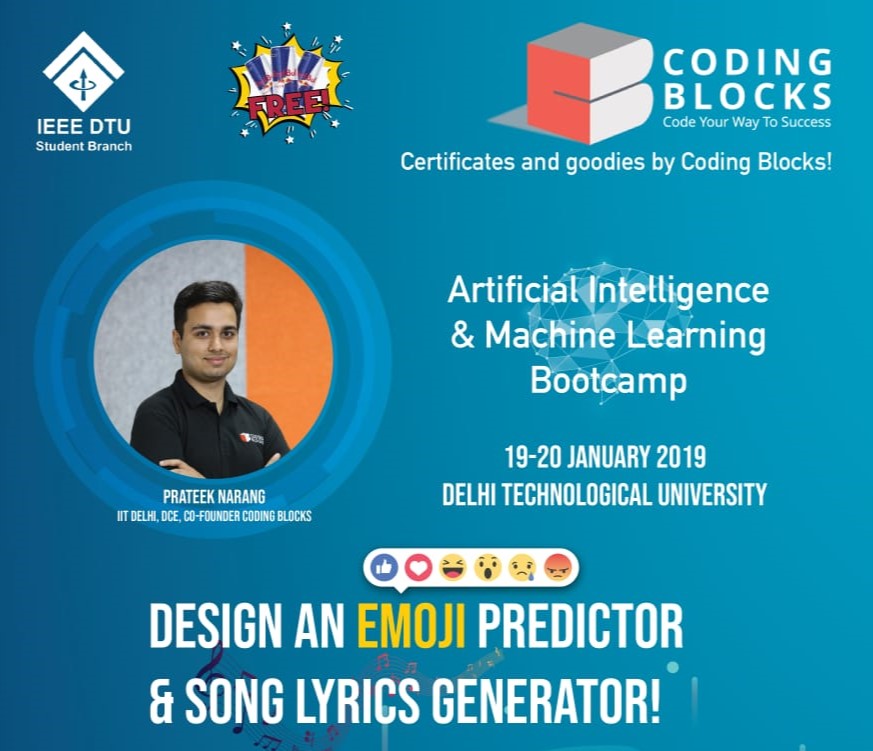 IEEE DTU
Student Branch
FREE!
CODING
BLOCKS
Code Your Way To Success
Certificates and goodies by Coding Blocks!
Artificial Intelligence
& Machine Learning
Bootcamp
19-20 JANUARY 2019
DELHI TECHNOLOGICAL UNIVERSITY
PRATEEK NARANG
IIT DELHI, DCE, CO-FOUNDER CODING BLOCKS
DESIGN AN EMOJI PREDICTOR
& SONG LYRICS GENERATOR!